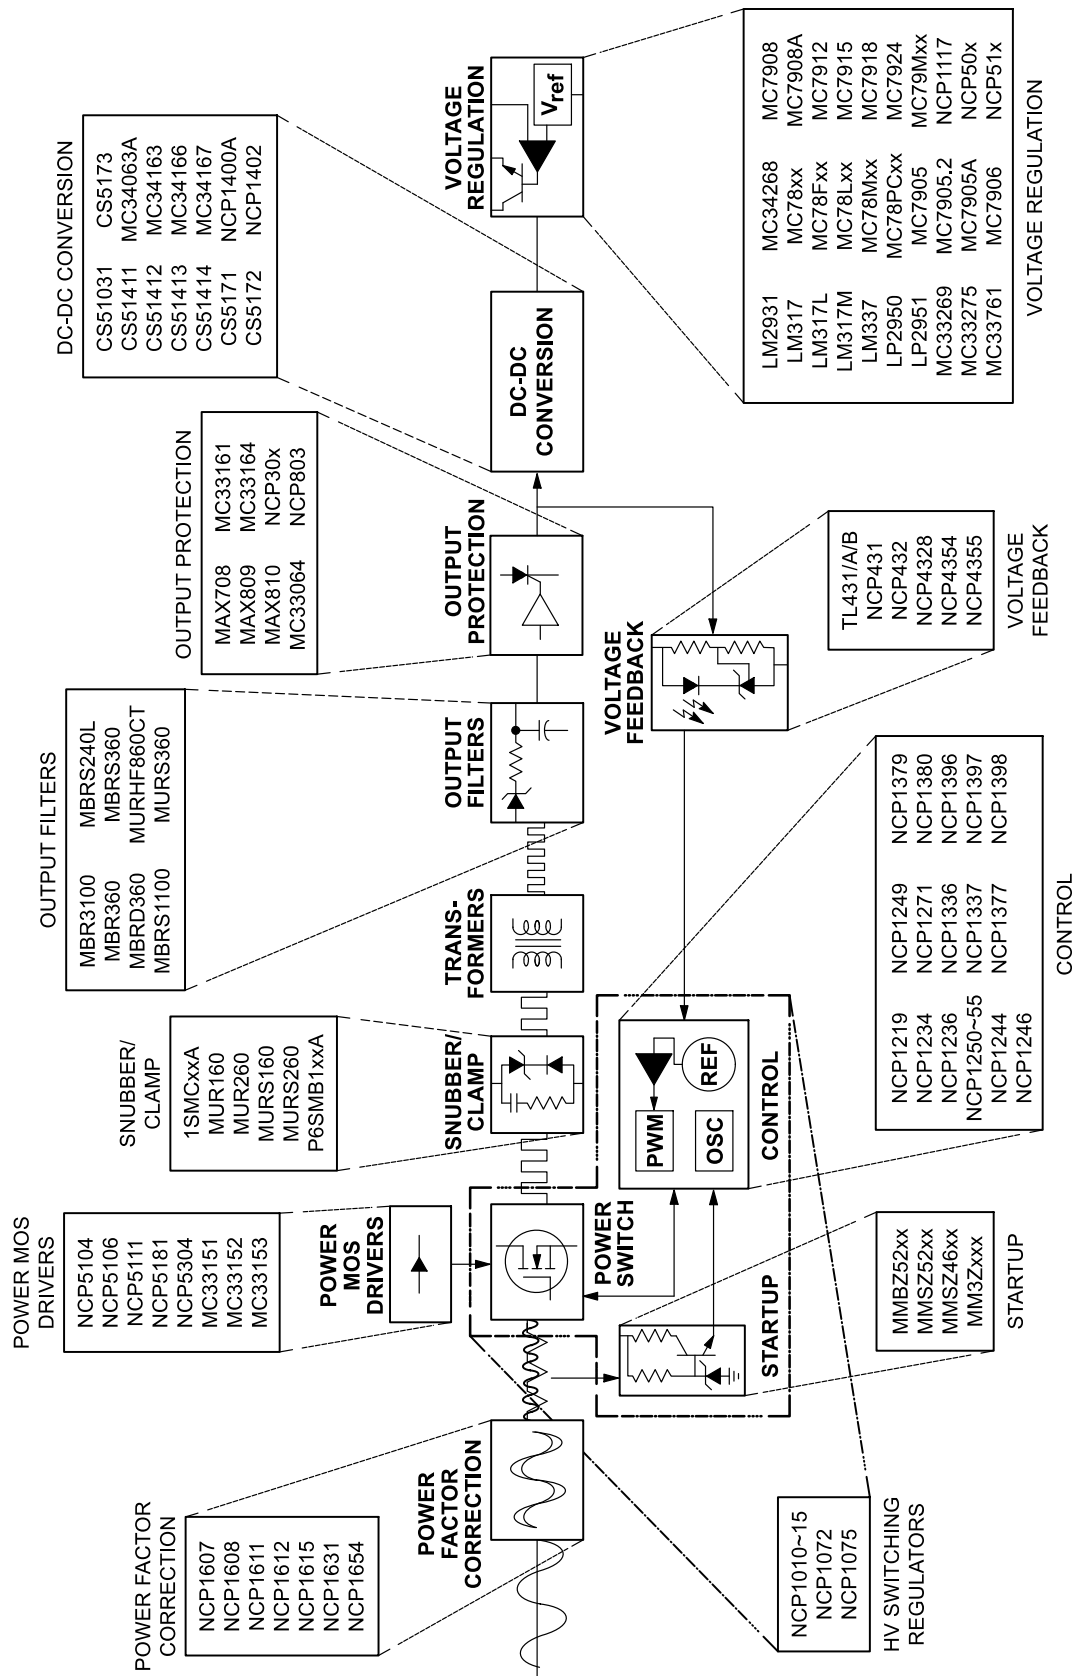 POWER FACTOR
CORRECTION
NCP1607
NCP1608
NCP1611
NCP1612
NCP1615
NCP1631
NCP1654
POWER MOS
DRIVERS
NCP5104
NCP5106
NCP5111
NCP5181
NCP5304
MC33151
MC33152
MC33153
SNUBBER/
CLAMP
1SMCxxA
MUR160
MUR260
MURS160
MURS260
P6SMB1xxA
OUTPUT FILTERS
MBR3100 MBRS240L
MBR360 MBRS360
MBRD360 MURHF860CT
MBRS1100 MURS360
OUTPUT PROTECTION
MAX708 MC33161
MAX809 MC33164
MAX810 NCP30x
MC33064 NCP803
DC-DC CONVERSION
CS51031 CS5173
CS51411 MC34063A
CS51412 MC34163
CS51413 MC34166
CS51414 MC34167
CS5171 NCP1400A
CS5172 NCP1402
POWER
FACTOR
CORRECTION
POWER
MOS
DRIVERS
POWER
SWITCH
SNUBBER/
CLAMP
TRANS-
FORMERS
OUTPUT
FILTERS
OUTPUT
PROTECTION
DC-DC
CONVERSION
VOLTAGE
REGULATION
Vref
STARTUP
PWM
OSC
REF
CONTROL
VOLTAGE
FEEDBACK
NCP1010~15
NCP1072
NCP1075
HV SWITCHING
REGULATORS
MMBZ52xx
MMSZ52xx
MMSZ46xx
MM3Zxxxx
STARTUP
NCP1219 NCP1249 NCP1379
NCP1234 NCP1271 NCP1380
NCP1236 NCP1336 NCP1396
NCP1250~55 NCP1337 NCP1397
NCP1244 NCP1377 NCP1398
NCP1246
CONTROL
TL431/A/B
NCP431
NCP432
NCP4328
NCP4354
NCP4355
VOLTAGE
FEEDBACK
LM2931 MC34268 MC7908
LM317 MC78xx MC7908A
LM317L MC78Fxx MC7912
LM317M MC78Lxx MC7915
LM337 MC78Mxx MC7918
LP2950 MC78PCxx MC7924
LP2951 MC7905 MC79Mxx
MC33269 MC7905.2 NCP1117
MC33275 MC7905A NCP50x
MC33761 MC7906 NCP51x
VOLTAGE REGULATION